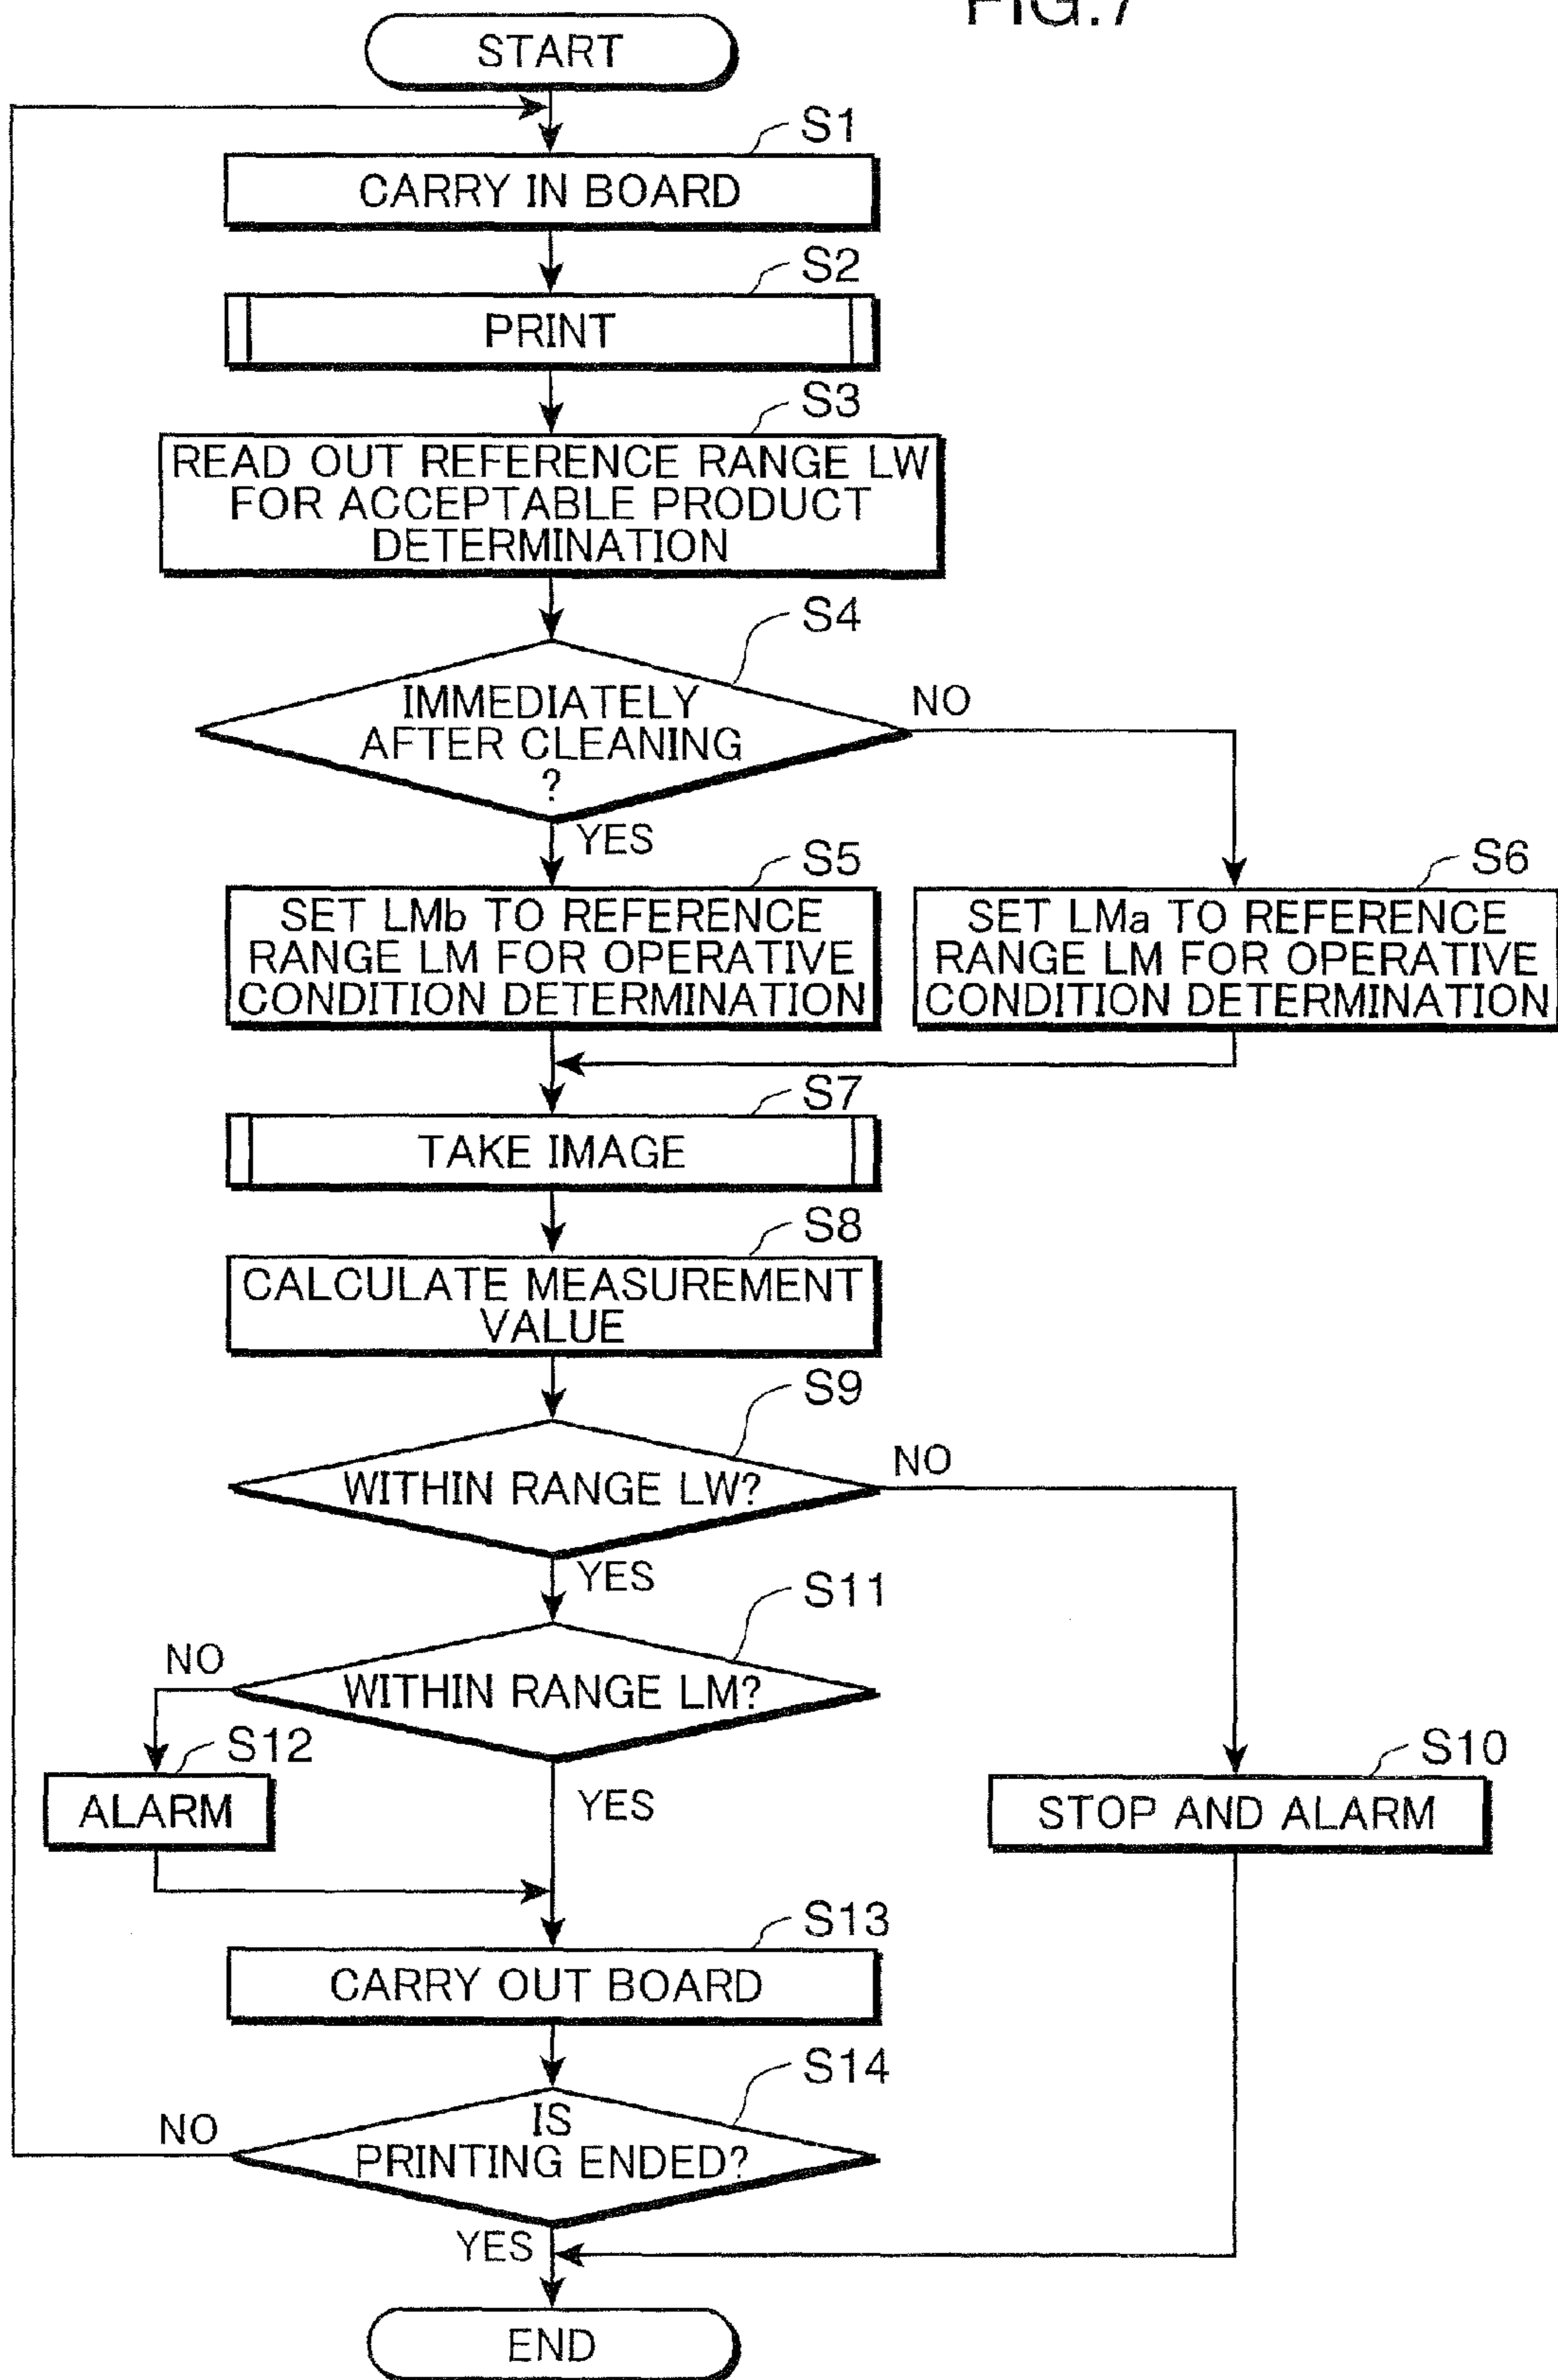 FIG.7
START
S1
CARRY IN BOARD
S2
PRINT
S3
READ OUT REFERENCE RANGE LW
FOR ACCEPTABLE PRODUCT
DETERMINATION
S4
IMMEDIATELY
AFTER CLEANING
?
NO
YES
S5
SET LMb TO REFERENCE
RANGE LM FOR OPERATIVE
CONDITION DETERMINATION
S6
SET LMa TO REFERENCE
RANGE LM FOR OPERATIVE
CONDITION DETERMINATION
S7
TAKE IMAGE
S8
CALCULATE MEASUREMENT
VALUE
S9
WITHIN RANGE LW?
NO
YES
S11
WITHIN RANGE LM?
NO
YES
S12
ALARM
S10
STOP AND ALARM
S13
CARRY OUT BOARD
S14
IS
PRINTING ENDED?
NO
YES
END